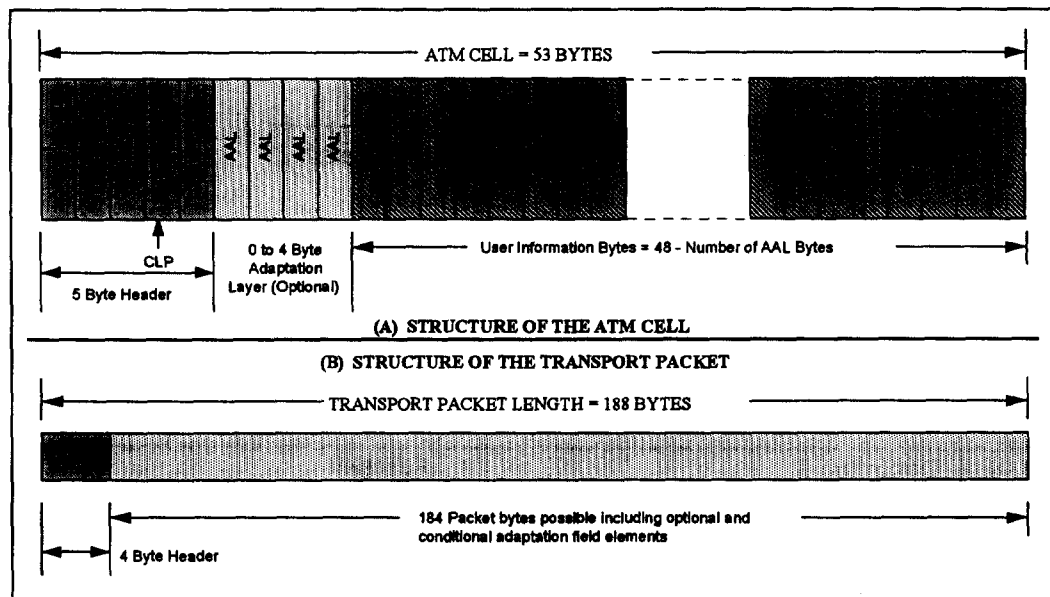 ATM CELL = 53 BYTES
AAL AAL AAL AAL
CLP
5 Byte Header
0 to 4 Byte
Adaptation
Layer (Optional)
User Information Bytes = 48 - Number of AAL Bytes
(A) STRUCTURE OF THE ATM CELL
(B) STRUCTURE OF THE TRANSPORT PACKET
TRANSPORT PACKET LENGTH = 188 BYTES
184 Packet bytes possible including optional and
conditional adaptation field elements
4 Byte Header